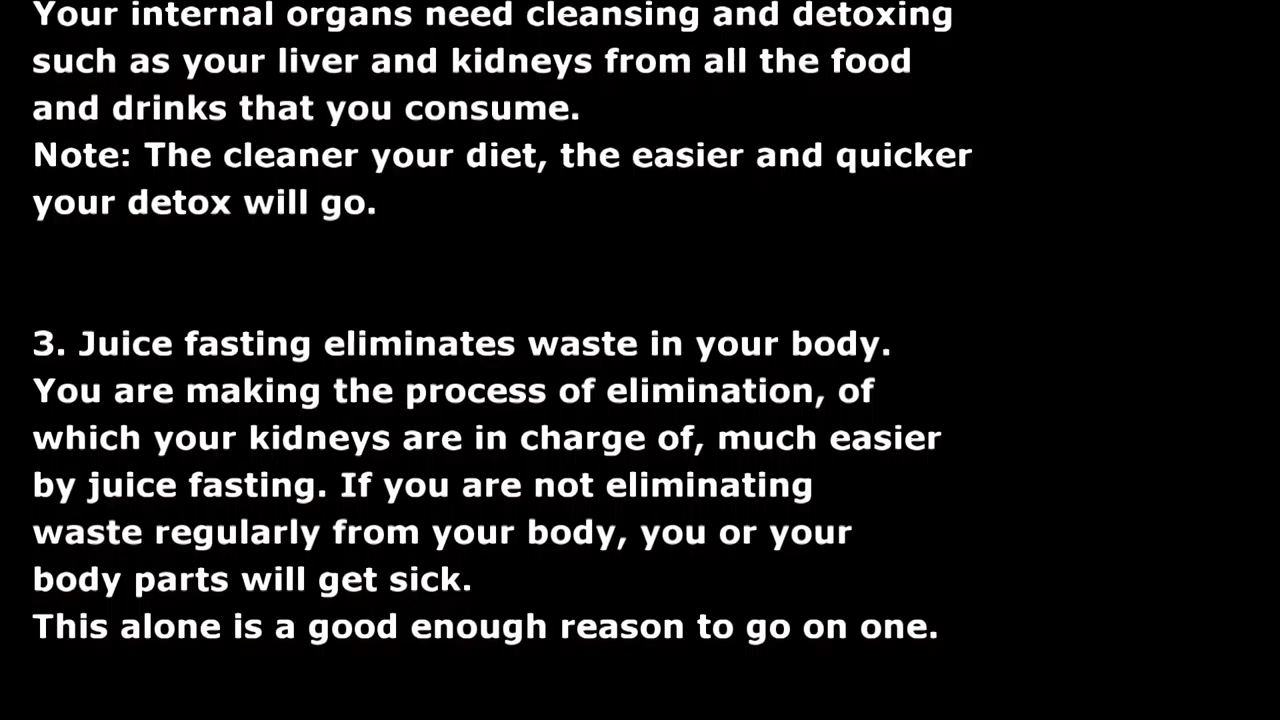 Your internal organs need cleansing and detoxing
such as your liver and kidneys from all the food
and drinks that you consume.
Note: The cleaner your diet, the easier and quicker
your detox will go.
3. Juice fasting eliminates waste in your body.
You are making the process of elimination, of
which your kidneys are in charge of, much easier
by juice fasting. If you are not eliminating
waste regularly from your body, you or your
body parts will get sick.
This alone is a good enough reason to go on one.